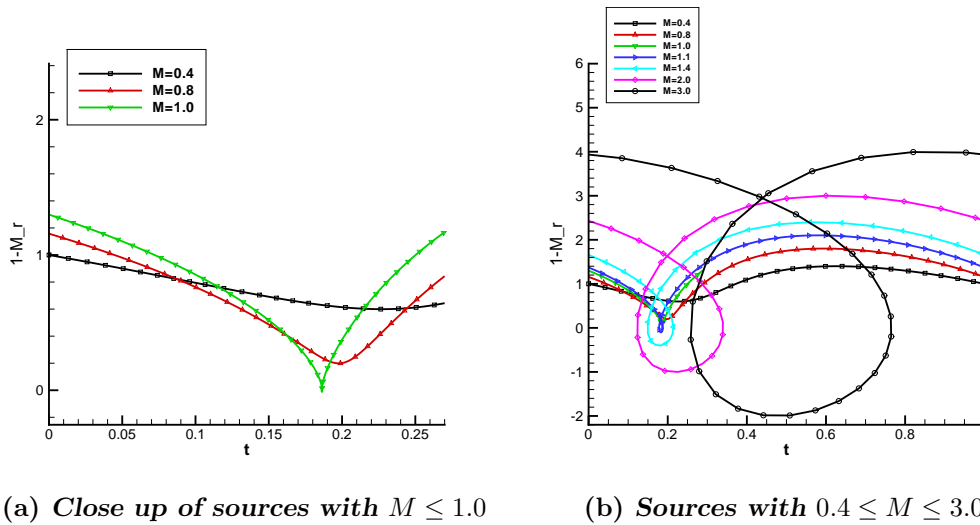 M=0.4
M=0.8
M=1.0
1-M_r
2
1
0
0 0.05 0.1 0.15 0.2 0.25
t
M=0.4
M=0.8
M=1.0
M=1.1
M=1.4
M=2.0
M=3.0
1-M_r
6
5
4
3
2
1
0
-1
-2
0 0.2 0.4 0.6 0.8
t
(a) Close up of sources with M ≤ 1.0
(b) Sources with 0.4 ≤ M ≤ 3.0